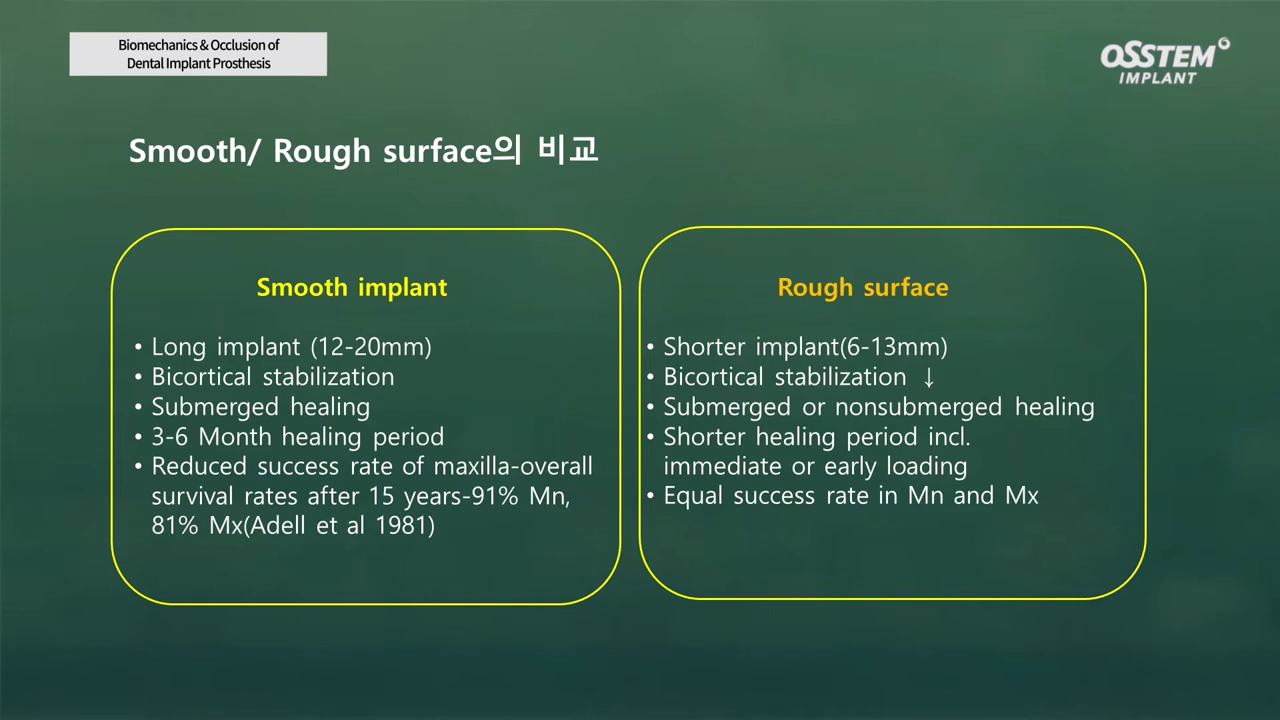 Biomechanics & Occlusion of
Dental Implant Prosthesis
OSSTEM
IMPLANT
Smooth/ Rough surface의 비교
Smooth implant
• Long implant (12-20mm)
• Bicortical stabilization
• Submerged healing
• 3-6 Month healing period
• Reduced success rate of maxilla-overall
survival rates after 15 years-91% Mn,
81% Mx(Adell et al 1981)
Rough surface
• Shorter implant(6-13mm)
• Bicortical stabilization ↓
• Submerged or nonsubmerged healing
• Shorter healing period incl.
immediate or early loading
• Equal success rate in Mn and Mx